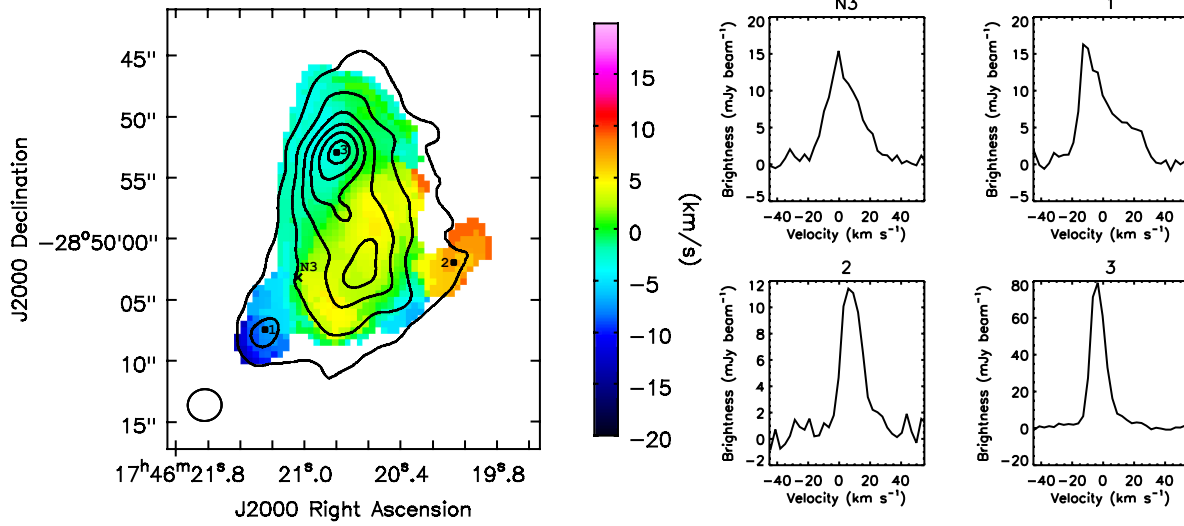 J2000 Declination
45"
50"
55"
−28°50'00"
05"
10"
15"
3
N3
2
1
17ʰ46ᵐ21ˢ.8
21ˢ.0
20ˢ.4
19ˢ.8
J2000 Right Ascension
15
10
5
0
−5
−10
−15
−20
(km/s)
N3
Brightness (mJy beam⁻¹)
20
15
10
5
0
−5
−40 −20 0 20 40
Velocity (km s⁻¹)
1
Brightness (mJy beam⁻¹)
20
15
10
5
0
−5
−40 −20 0 20 40
Velocity (km s⁻¹)
2
Brightness (mJy beam⁻¹)
12
10
8
6
4
2
0
−2
−40 −20 0 20 40
Velocity (km s⁻¹)
3
Brightness (mJy beam⁻¹)
80
60
40
20
0
−20
−40 −20 0 20 40
Velocity (km s⁻¹)